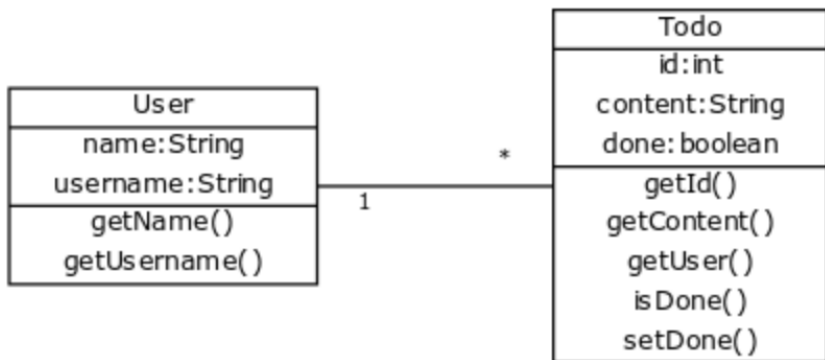 User
name:String
username:String
getName()
getUsername()
1
*
Todo
id:int
content:String
done:boolean
getId()
getContent()
getUser()
isDone()
setDone()